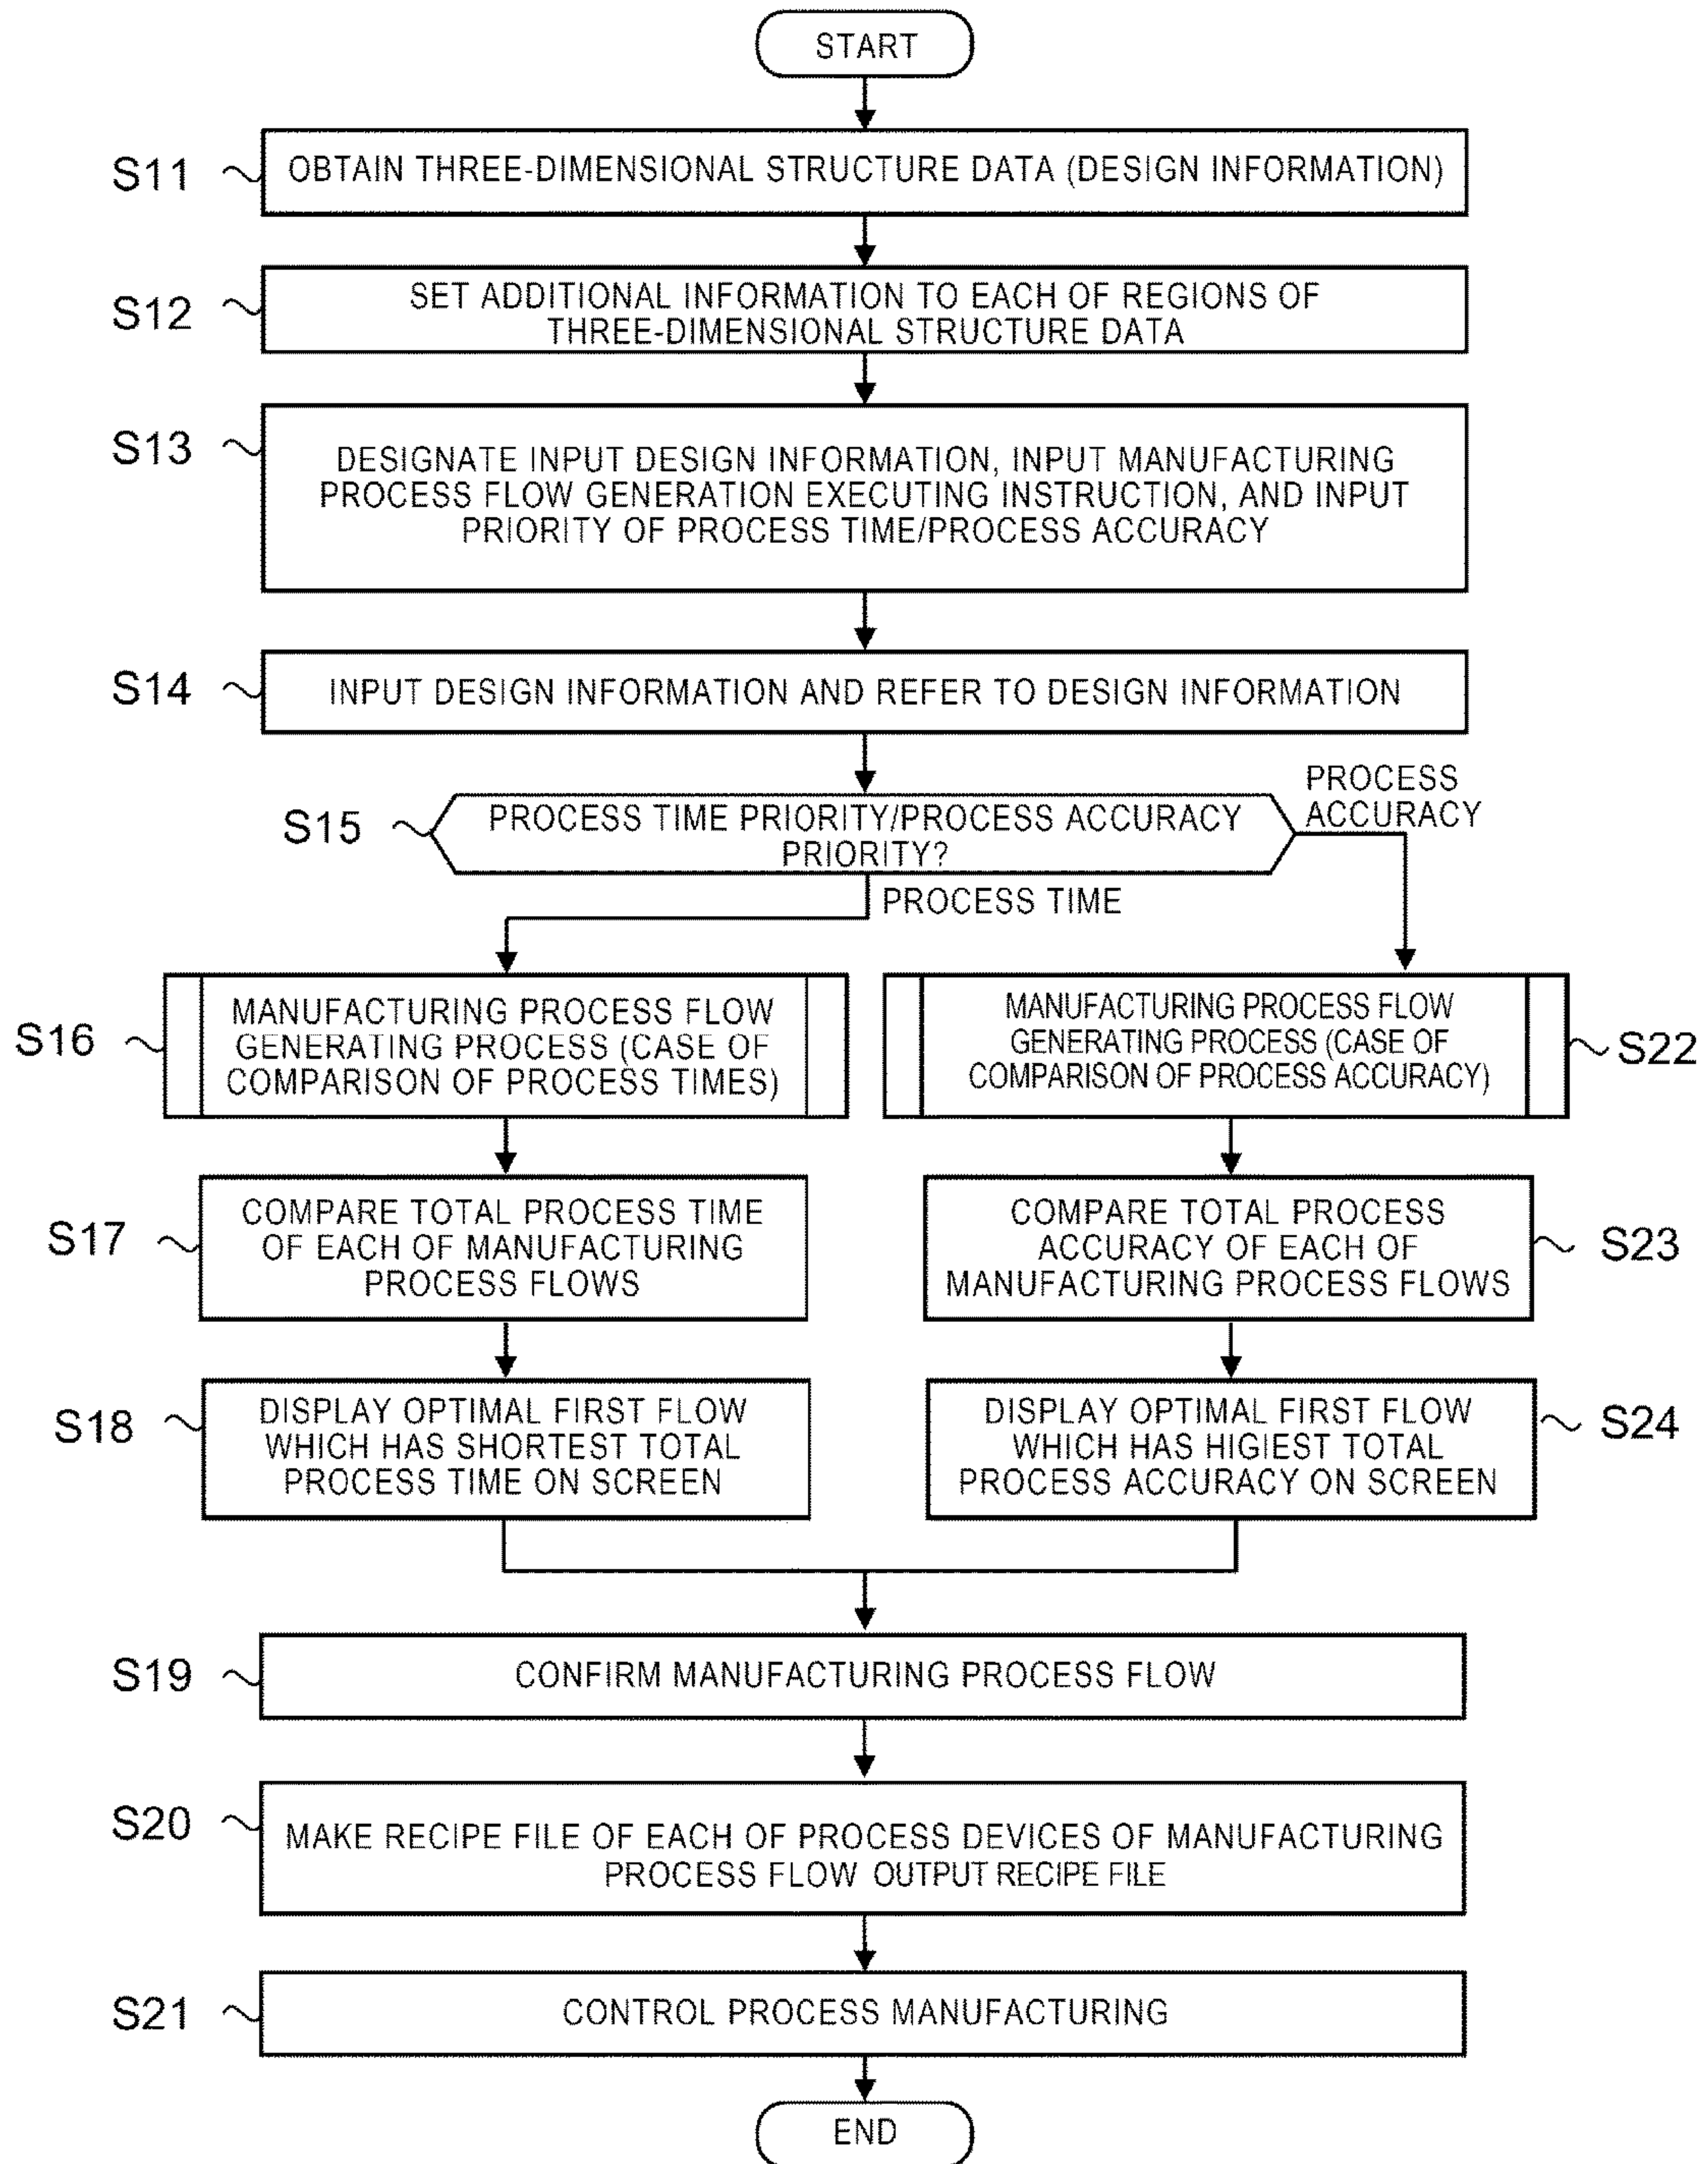 START
S11
OBTAIN THREE-DIMENSIONAL STRUCTURE DATA (DESIGN INFORMATION)
S12
SET ADDITIONAL INFORMATION TO EACH OF REGIONS OF
THREE-DIMENSIONAL STRUCTURE DATA
S13
DESIGNATE INPUT DESIGN INFORMATION, INPUT MANUFACTURING
PROCESS FLOW GENERATION EXECUTING INSTRUCTION, AND INPUT
PRIORITY OF PROCESS TIME/PROCESS ACCURACY
S14
INPUT DESIGN INFORMATION AND REFER TO DESIGN INFORMATION
S15
PROCESS TIME PRIORITY/PROCESS ACCURACY
PRIORITY?
PROCESS
ACCURACY
PROCESS TIME
S16
MANUFACTURING PROCESS FLOW
GENERATING PROCESS (CASE OF
COMPARISON OF PROCESS TIMES)
MANUFACTURING PROCESS FLOW
GENERATING PROCESS (CASE OF
COMPARISON OF PROCESS ACCURACY)
S22
S17
COMPARE TOTAL PROCESS TIME
OF EACH OF MANUFACTURING
PROCESS FLOWS
COMPARE TOTAL PROCESS
ACCURACY OF EACH OF
MANUFACTURING PROCESS FLOWS
S23
S18
DISPLAY OPTIMAL FIRST FLOW
WHICH HAS SHORTEST TOTAL
PROCESS TIME ON SCREEN
DISPLAY OPTIMAL FIRST FLOW
WHICH HAS HIGIEST TOTAL
PROCESS ACCURACY ON SCREEN
S24
S19
CONFIRM MANUFACTURING PROCESS FLOW
S20
MAKE RECIPE FILE OF EACH OF PROCESS DEVICES OF MANUFACTURING
PROCESS FLOW OUTPUT RECIPE FILE
S21
CONTROL PROCESS MANUFACTURING
END